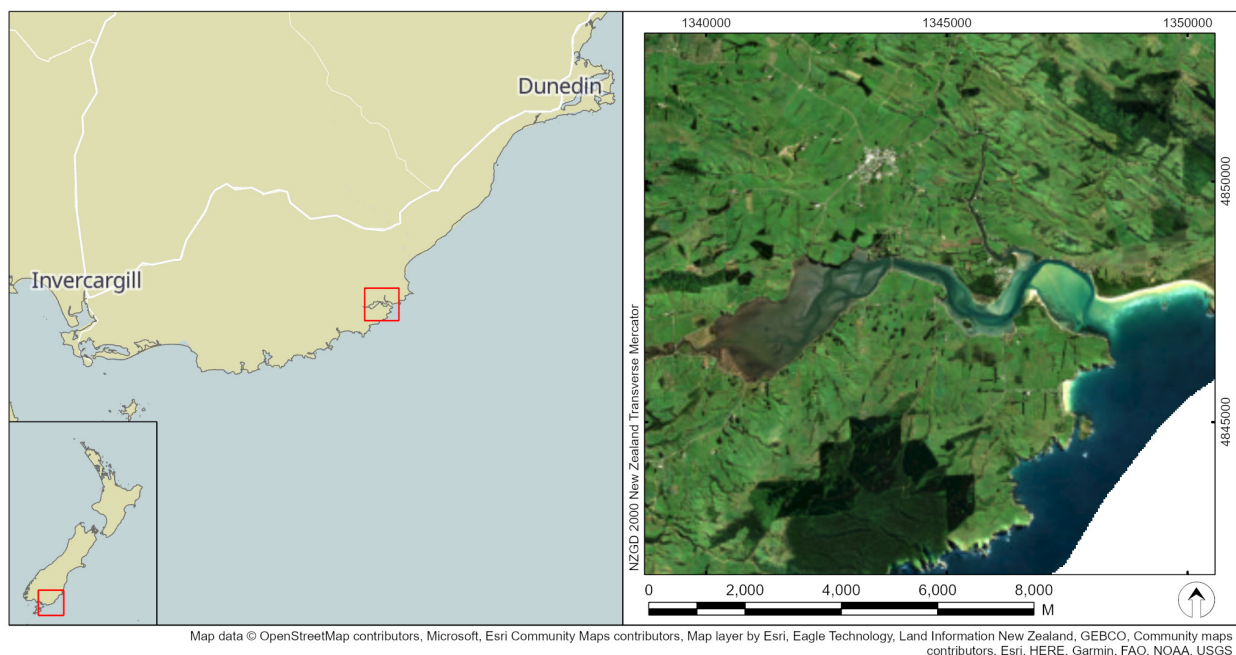 Dunedin
Invercargill
1340000 1345000 1350000
4850000
4845000
NZGD 2000 New Zealand Transverse Mercator
0 2,000 4,000 6,000 8,000
M
Map data © OpenStreetMap contributors, Microsoft, Esri Community Maps contributors, Map layer by Esri, Eagle Technology, Land Information New Zealand, GEBCO, Community maps
contributors, Esri, HERE, Garmin, FAO, NOAA, USGS